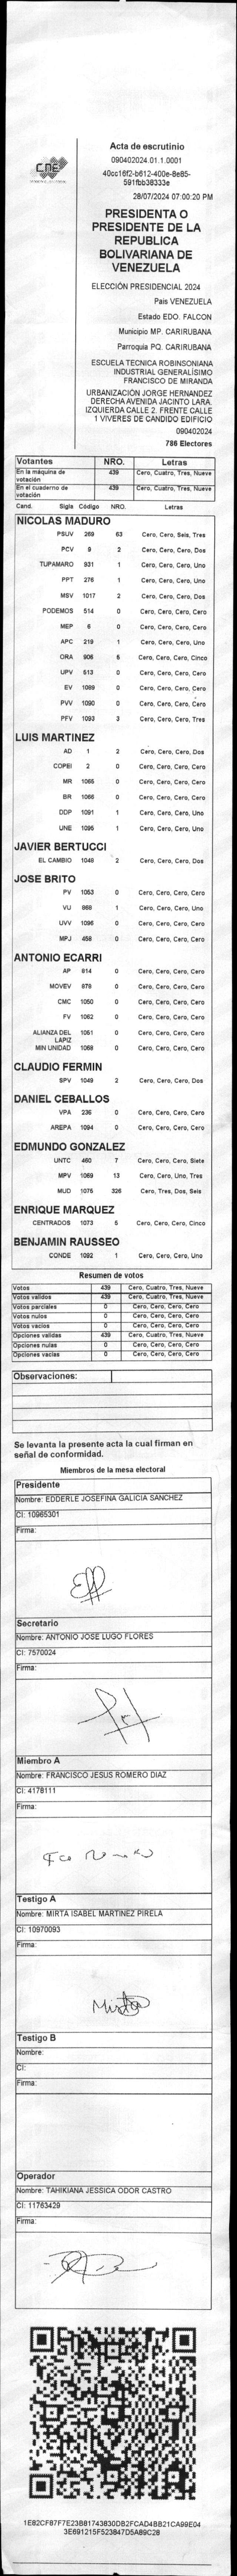 CNE
Acta de escrutinio
090402024.01.1.0001
40cc16f2-b612-400e-8e85-
591fbb38333e
28/07/2024 07:00:20 PM
PRESIDENTA O
PRESIDENTE DE LA
REPUBLICA
BOLIVARIANA DE
VENEZUELA
ELECCIÓN PRESIDENCIAL 2024
Pais VENEZUELA
Estado EDO. FALCON
Municipio MP. CARIRUBANA
Parroquia PQ. CARIRUBANA
ESCUELA TECNICA ROBINSONIANA
INDUSTRIAL GENERALÍSIMO
FRANCISCO DE MIRANDA
URBANIZACIÓN JORGE HERNANDEZ
DERECHA AVENIDA JACINTO LARA.
IZQUIERDA CALLE 2. FRENTE CALLE
1 VIVERES DE CANDIDO EDIFICIO
090402024
786 Electores
Votantes NRO. Letras
En la máquina de
votación 439 Cero, Cuatro, Tres, Nueve
En el cuaderno de
votación 439 Cero, Cuatro, Tres, Nueve
Cand. Sigla Código NRO. Letras
NICOLAS MADURO
PSUV 269 63 Cero, Cero, Seis, Tres
PCV 9 2 Cero, Cero, Cero, Dos
TUPAMARO 931 1 Cero, Cero, Cero, Uno
PPT 276 1 Cero, Cero, Cero, Uno
MSV 1017 2 Cero, Cero, Cero, Dos
PODEMOS 514 0 Cero, Cero, Cero, Cero
MEP 6 0 Cero, Cero, Cero, Cero
APC 219 1 Cero, Cero, Cero, Uno
ORA 906 5 Cero, Cero, Cero, Cinco
UPV 513 0 Cero, Cero, Cero, Cero
EV 1089 0 Cero, Cero, Cero, Cero
PVV 1090 0 Cero, Cero, Cero, Cero
PFV 1093 3 Cero, Cero, Cero, Tres
LUIS MARTINEZ
AD 1 2 Cero, Cero, Cero, Dos
COPEI 2 0 Cero, Cero, Cero, Cero
MR 1065 0 Cero, Cero, Cero, Cero
BR 1066 0 Cero, Cero, Cero, Cero
DDP 1091 1 Cero, Cero, Cero, Uno
UNE 1095 1 Cero, Cero, Cero, Uno
JAVIER BERTUCCI
EL CAMBIO 1048 2 Cero, Cero, Cero, Dos
JOSE BRITO
PV 1053 0 Cero, Cero, Cero, Cero
VU 868 1 Cero, Cero, Cero, Uno
UVV 1096 0 Cero, Cero, Cero, Cero
MPJ 458 0 Cero, Cero, Cero, Cero
ANTONIO ECARRI
AP 814 0 Cero, Cero, Cero, Cero
MOVEV 878 0 Cero, Cero, Cero, Cero
CMC 1050 0 Cero, Cero, Cero, Cero
FV 1062 0 Cero, Cero, Cero, Cero
ALIANZA DEL 1051 0 Cero, Cero, Cero, Cero
LAPIZ
MIN UNIDAD 1058 0 Cero, Cero, Cero, Cero
CLAUDIO FERMIN
SPV 1049 2 Cero, Cero, Cero, Dos
DANIEL CEBALLOS
VPA 236 0 Cero, Cero, Cero, Cero
AREPA 1094 0 Cero, Cero, Cero, Cero
EDMUNDO GONZALEZ
UNTC 460 7 Cero, Cero, Cero, Siete
MPV 1069 13 Cero, Cero, Uno, Tres
MUD 1075 326 Cero, Tres, Dos, Seis
ENRIQUE MARQUEZ
CENTRADOS 1073 5 Cero, Cero, Cero, Cinco
BENJAMIN RAUSSEO
CONDE 1092 1 Cero, Cero, Cero, Uno
Resumen de votos
Votos 439 Cero, Cuatro, Tres, Nueve
Votos validos 439 Cero, Cuatro, Tres, Nueve
Votos parciales 0 Cero, Cero, Cero, Cero
Votos nulos 0 Cero, Cero, Cero, Cero
Votos vacios 0 Cero, Cero, Cero, Cero
Opciones validas 439 Cero, Cuatro, Tres, Nueve
Opciones nulas 0 Cero, Cero, Cero, Cero
Opciones vacias 0 Cero, Cero, Cero, Cero
Observaciones:
Se levanta la presente acta la cual firman en
señal de conformidad.
Miembros de la mesa electoral
Presidente
Nombre: EDDERLE JOSEFINA GALICIA SANCHEZ
CI: 10965301
Firma:
Secretario
Nombre: ANTONIO JOSE LUGO FLORES
CI: 7570024
Firma:
Miembro A
Nombre: FRANCISCO JESUS ROMERO DIAZ
CI: 4178111
Firma:
Fco Romero
Testigo A
Nombre: MIRTA ISABEL MARTINEZ PIRELA
CI: 10970093
Firma:
Mirta
Testigo B
Nombre:
CI:
Firma:
Operador
Nombre: TAHIKIANA JESSICA ODOR CASTRO
CI: 11763429
Firma:
1E82CF87F7E23B81743830DB2FCAD4BB21CA99E04
3E691215F523847D5A89C28